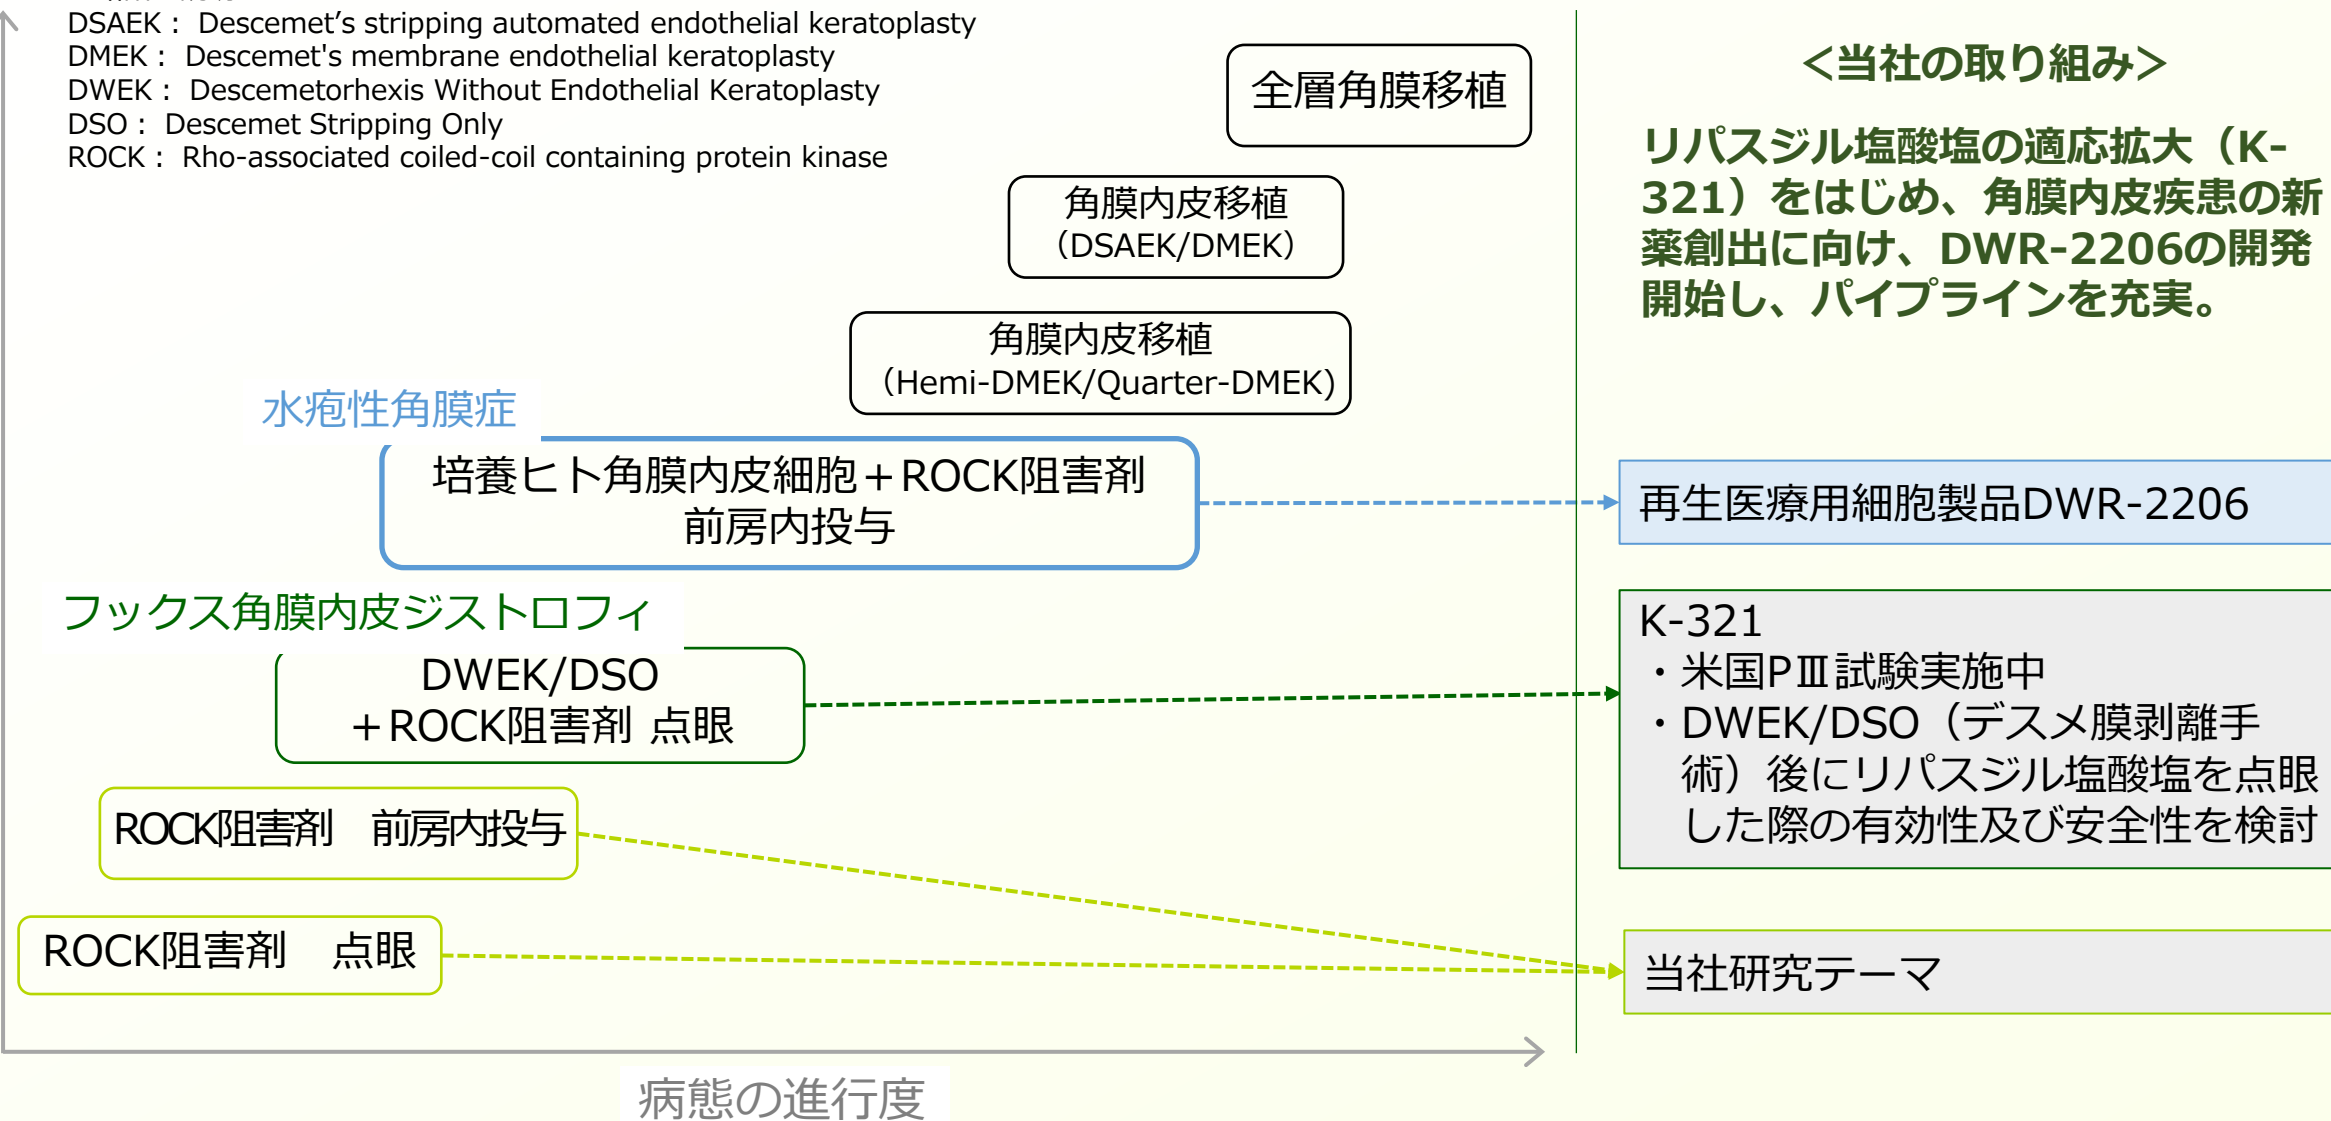 DSAEK： Descemet’s stripping automated endothelial keratoplasty
DMEK： Descemet's membrane endothelial keratoplasty
DWEK： Descemetorhexis Without Endothelial Keratoplasty
DSO： Descemet Stripping Only
ROCK： Rho-associated coiled-coil containing protein kinase
全層角膜移植
角膜内皮移植
（DSAEK/DMEK）
角膜内皮移植
（Hemi-DMEK/Quarter-DMEK)
水疱性角膜症
培養ヒト角膜内皮細胞＋ROCK阻害剤
前房内投与
フックス角膜内皮ジストロフィ
DWEK/DSO
＋ROCK阻害剤 点眼
ROCK阻害剤　前房内投与
ROCK阻害剤　点眼
病態の進行度
＜当社の取り組み＞
リパスジル塩酸塩の適応拡大（K-
321）をはじめ、角膜内皮疾患の新
薬創出に向け、DWR-2206の開発
開始し、パイプラインを充実。
再生医療用細胞製品DWR-2206
K-321
・米国PⅢ試験実施中
・DWEK/DSO（デスメ膜剥離手
術）後にリパスジル塩酸塩を点眼
した際の有効性及び安全性を検討
当社研究テーマ